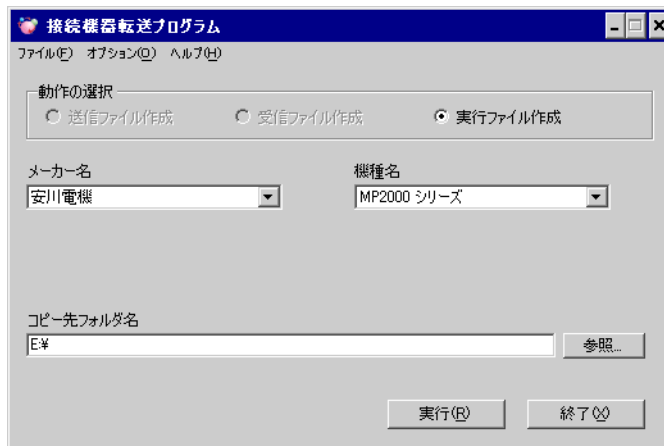 接続機器転送プログラム
ファイル(F) オプション(O) ヘルプ(H)
動作の選択
送信ファイル作成 受信ファイル作成 実行ファイル作成
メーカー名 機種名
安川電機 MP2000 シリーズ
コピー先フォルダ名
E:¥ 参照...
実行(R) 終了(X)